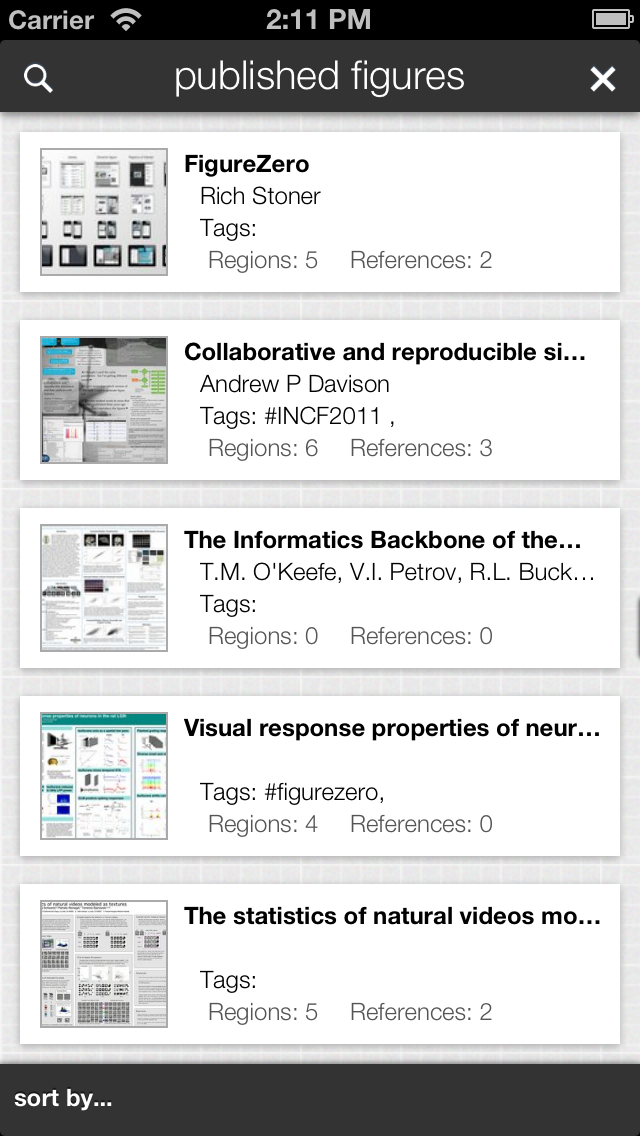 Carrier 2:11 PM
published figures
FigureZero
Rich Stoner
Tags:
Regions: 5 References: 2
Collaborative and reproducible si...
Andrew P Davison
Tags: #INCF2011 ,
Regions: 6 References: 3
The Informatics Backbone of the...
T.M. O'Keefe, V.I. Petrov, R.L. Buck...
Tags:
Regions: 0 References: 0
Visual response properties of neur...
Tags: #figurezero,
Regions: 4 References: 0
The statistics of natural videos mo...
Tags:
Regions: 5 References: 2
sort by...